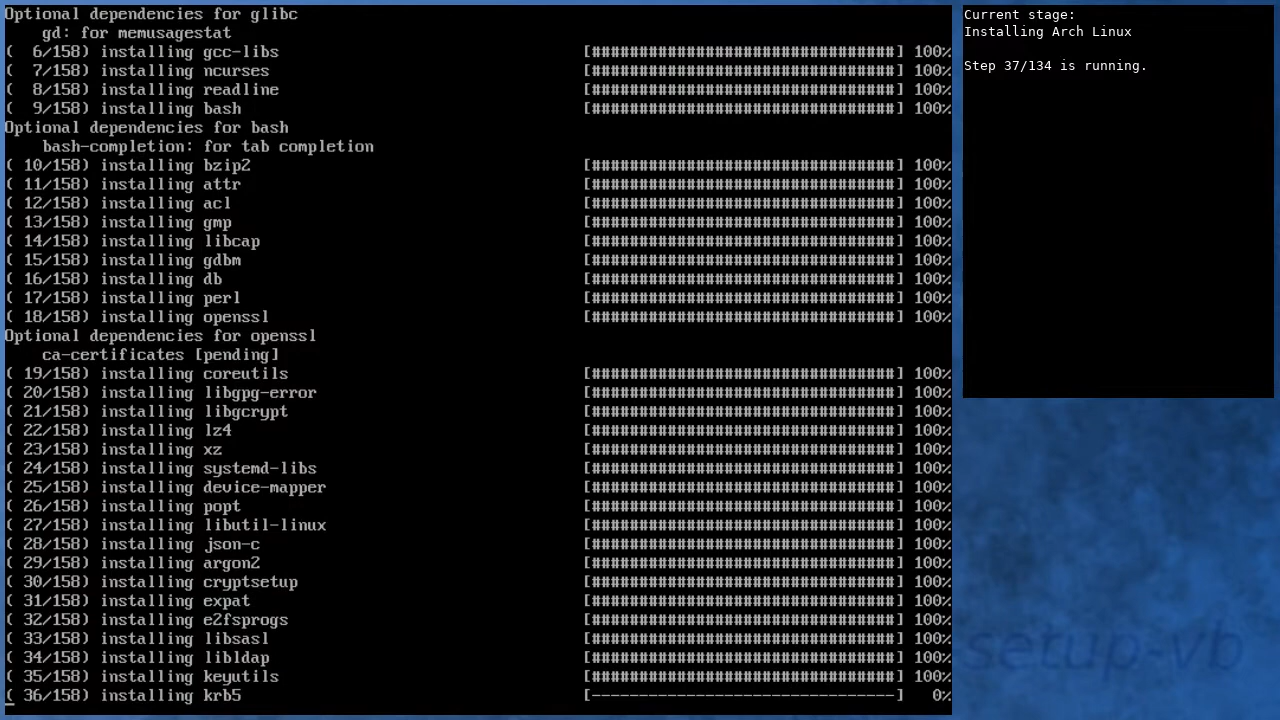 Optional dependencies for glibc
    gd: for memusagestat
(  6/158) installing gcc-libs [################################] 100%
(  7/158) installing ncurses [################################] 100%
(  8/158) installing readline [################################] 100%
(  9/158) installing bash [################################] 100%
Optional dependencies for bash
    bash-completion: for tab completion
( 10/158) installing bzip2 [################################] 100%
( 11/158) installing attr [################################] 100%
( 12/158) installing acl [################################] 100%
( 13/158) installing gmp [################################] 100%
( 14/158) installing libcap [################################] 100%
( 15/158) installing gdbm [################################] 100%
( 16/158) installing db [################################] 100%
( 17/158) installing perl [################################] 100%
( 18/158) installing openssl [################################] 100%
Optional dependencies for openssl
    ca-certificates [pending]
( 19/158) installing coreutils [################################] 100%
( 20/158) installing libgpg-error [################################] 100%
( 21/158) installing libgcrypt [################################] 100%
( 22/158) installing lz4 [################################] 100%
( 23/158) installing xz [################################] 100%
( 24/158) installing systemd-libs [################################] 100%
( 25/158) installing device-mapper [################################] 100%
( 26/158) installing popt [################################] 100%
( 27/158) installing libutil-linux [################################] 100%
( 28/158) installing json-c [################################] 100%
( 29/158) installing argon2 [################################] 100%
( 30/158) installing cryptsetup [################################] 100%
( 31/158) installing expat [################################] 100%
( 32/158) installing e2fsprogs [################################] 100%
( 33/158) installing libsasl [################################] 100%
( 34/158) installing libldap [################################] 100%
( 35/158) installing keyutils [################################] 100%
( 36/158) installing krb5 [--------------------------------] 0%
Current stage:
Installing Arch Linux
Step 37/134 is running.
setup-vb